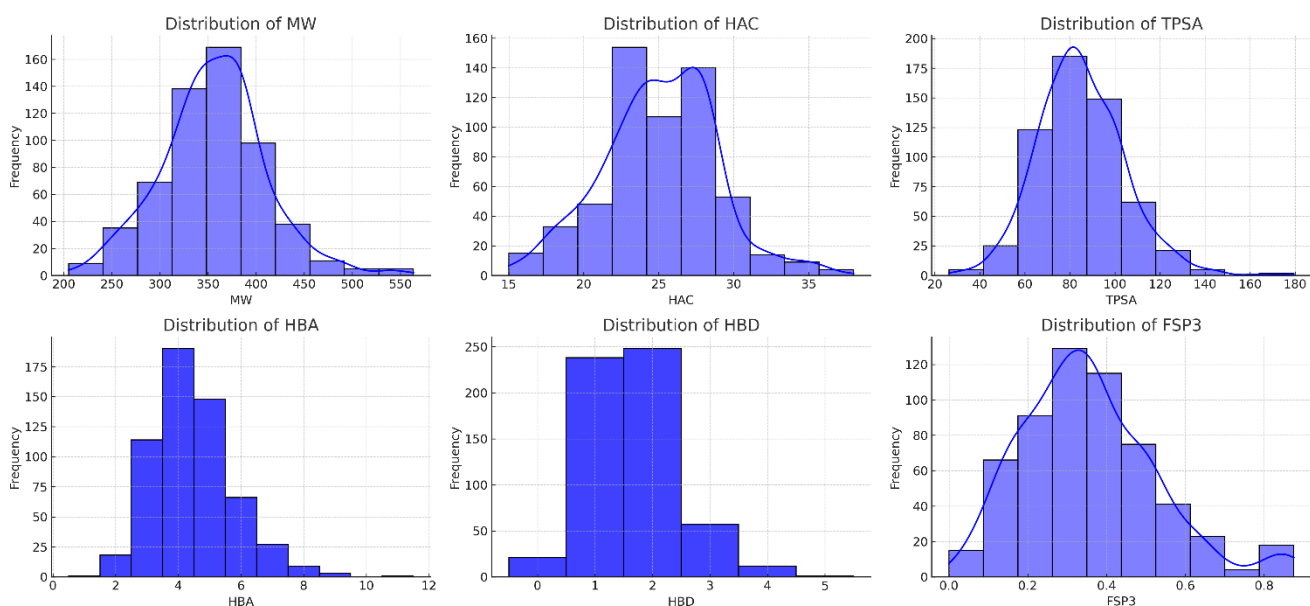 Distribution of MW
Frequency
160
140
120
100
80
60
40
20
0
200 250 300 350 400 450 500 550
MW
Distribution of HAC
Frequency
160
140
120
100
80
60
40
20
0
15 20 25 30 35
HAC
Distribution of TPSA
Frequency
200
175
150
125
100
75
50
25
0
20 40 60 80 100 120 140 160 180
TPSA
Distribution of HBA
Frequency
175
150
125
100
75
50
25
0
0 2 4 6 8 10 12
HBA
Distribution of HBD
Frequency
250
200
150
100
50
0
0 1 2 3 4 5
HBD
Distribution of FSP3
Frequency
120
100
80
60
40
20
0
0.0 0.2 0.4 0.6 0.8
FSP3